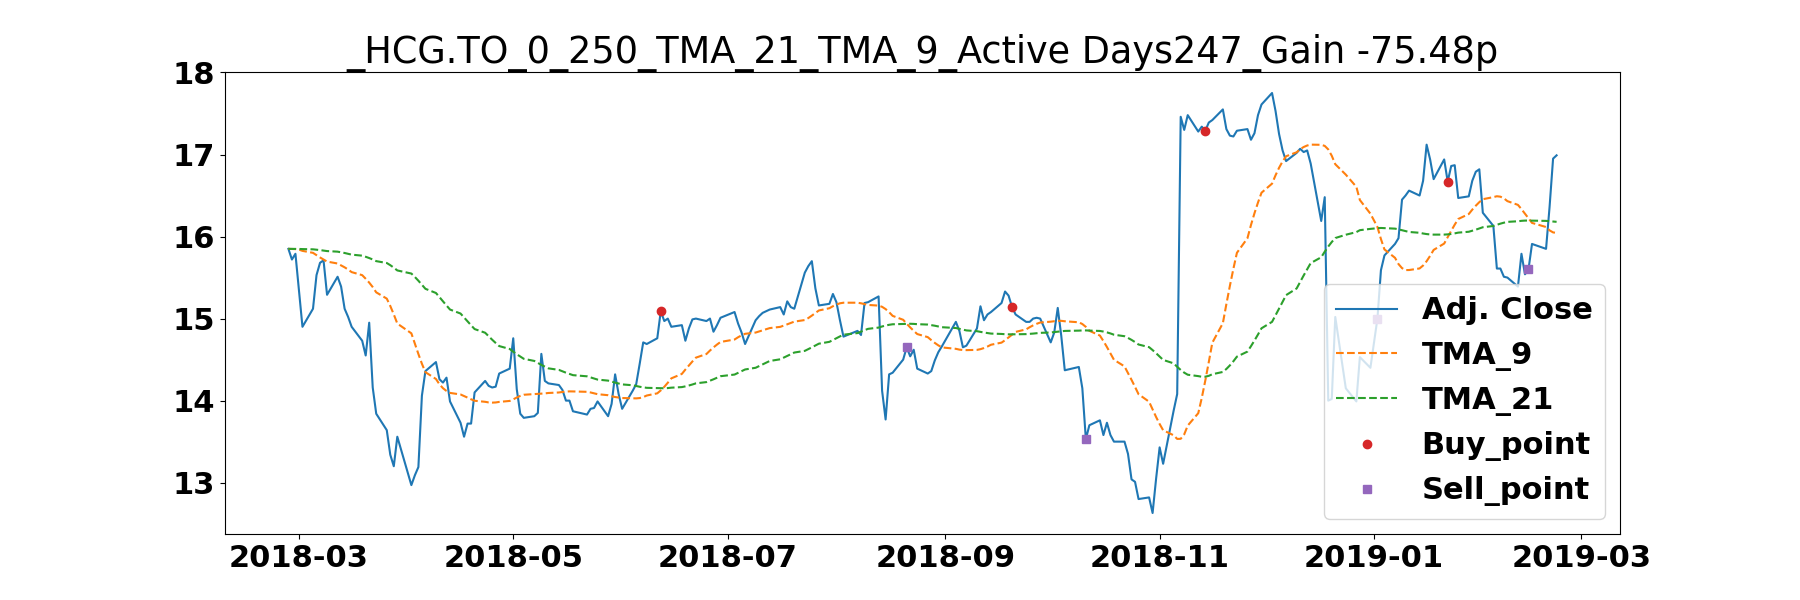 _HCG.TO_0_250_TMA_21_TMA_9_Active Days247_Gain -75.48p
18
17
16
15
14
13
Adj. Close
TMA_9
TMA_21
Buy_point
Sell_point
2018-03 2018-05 2018-07 2018-09 2018-11 2019-01 2019-03